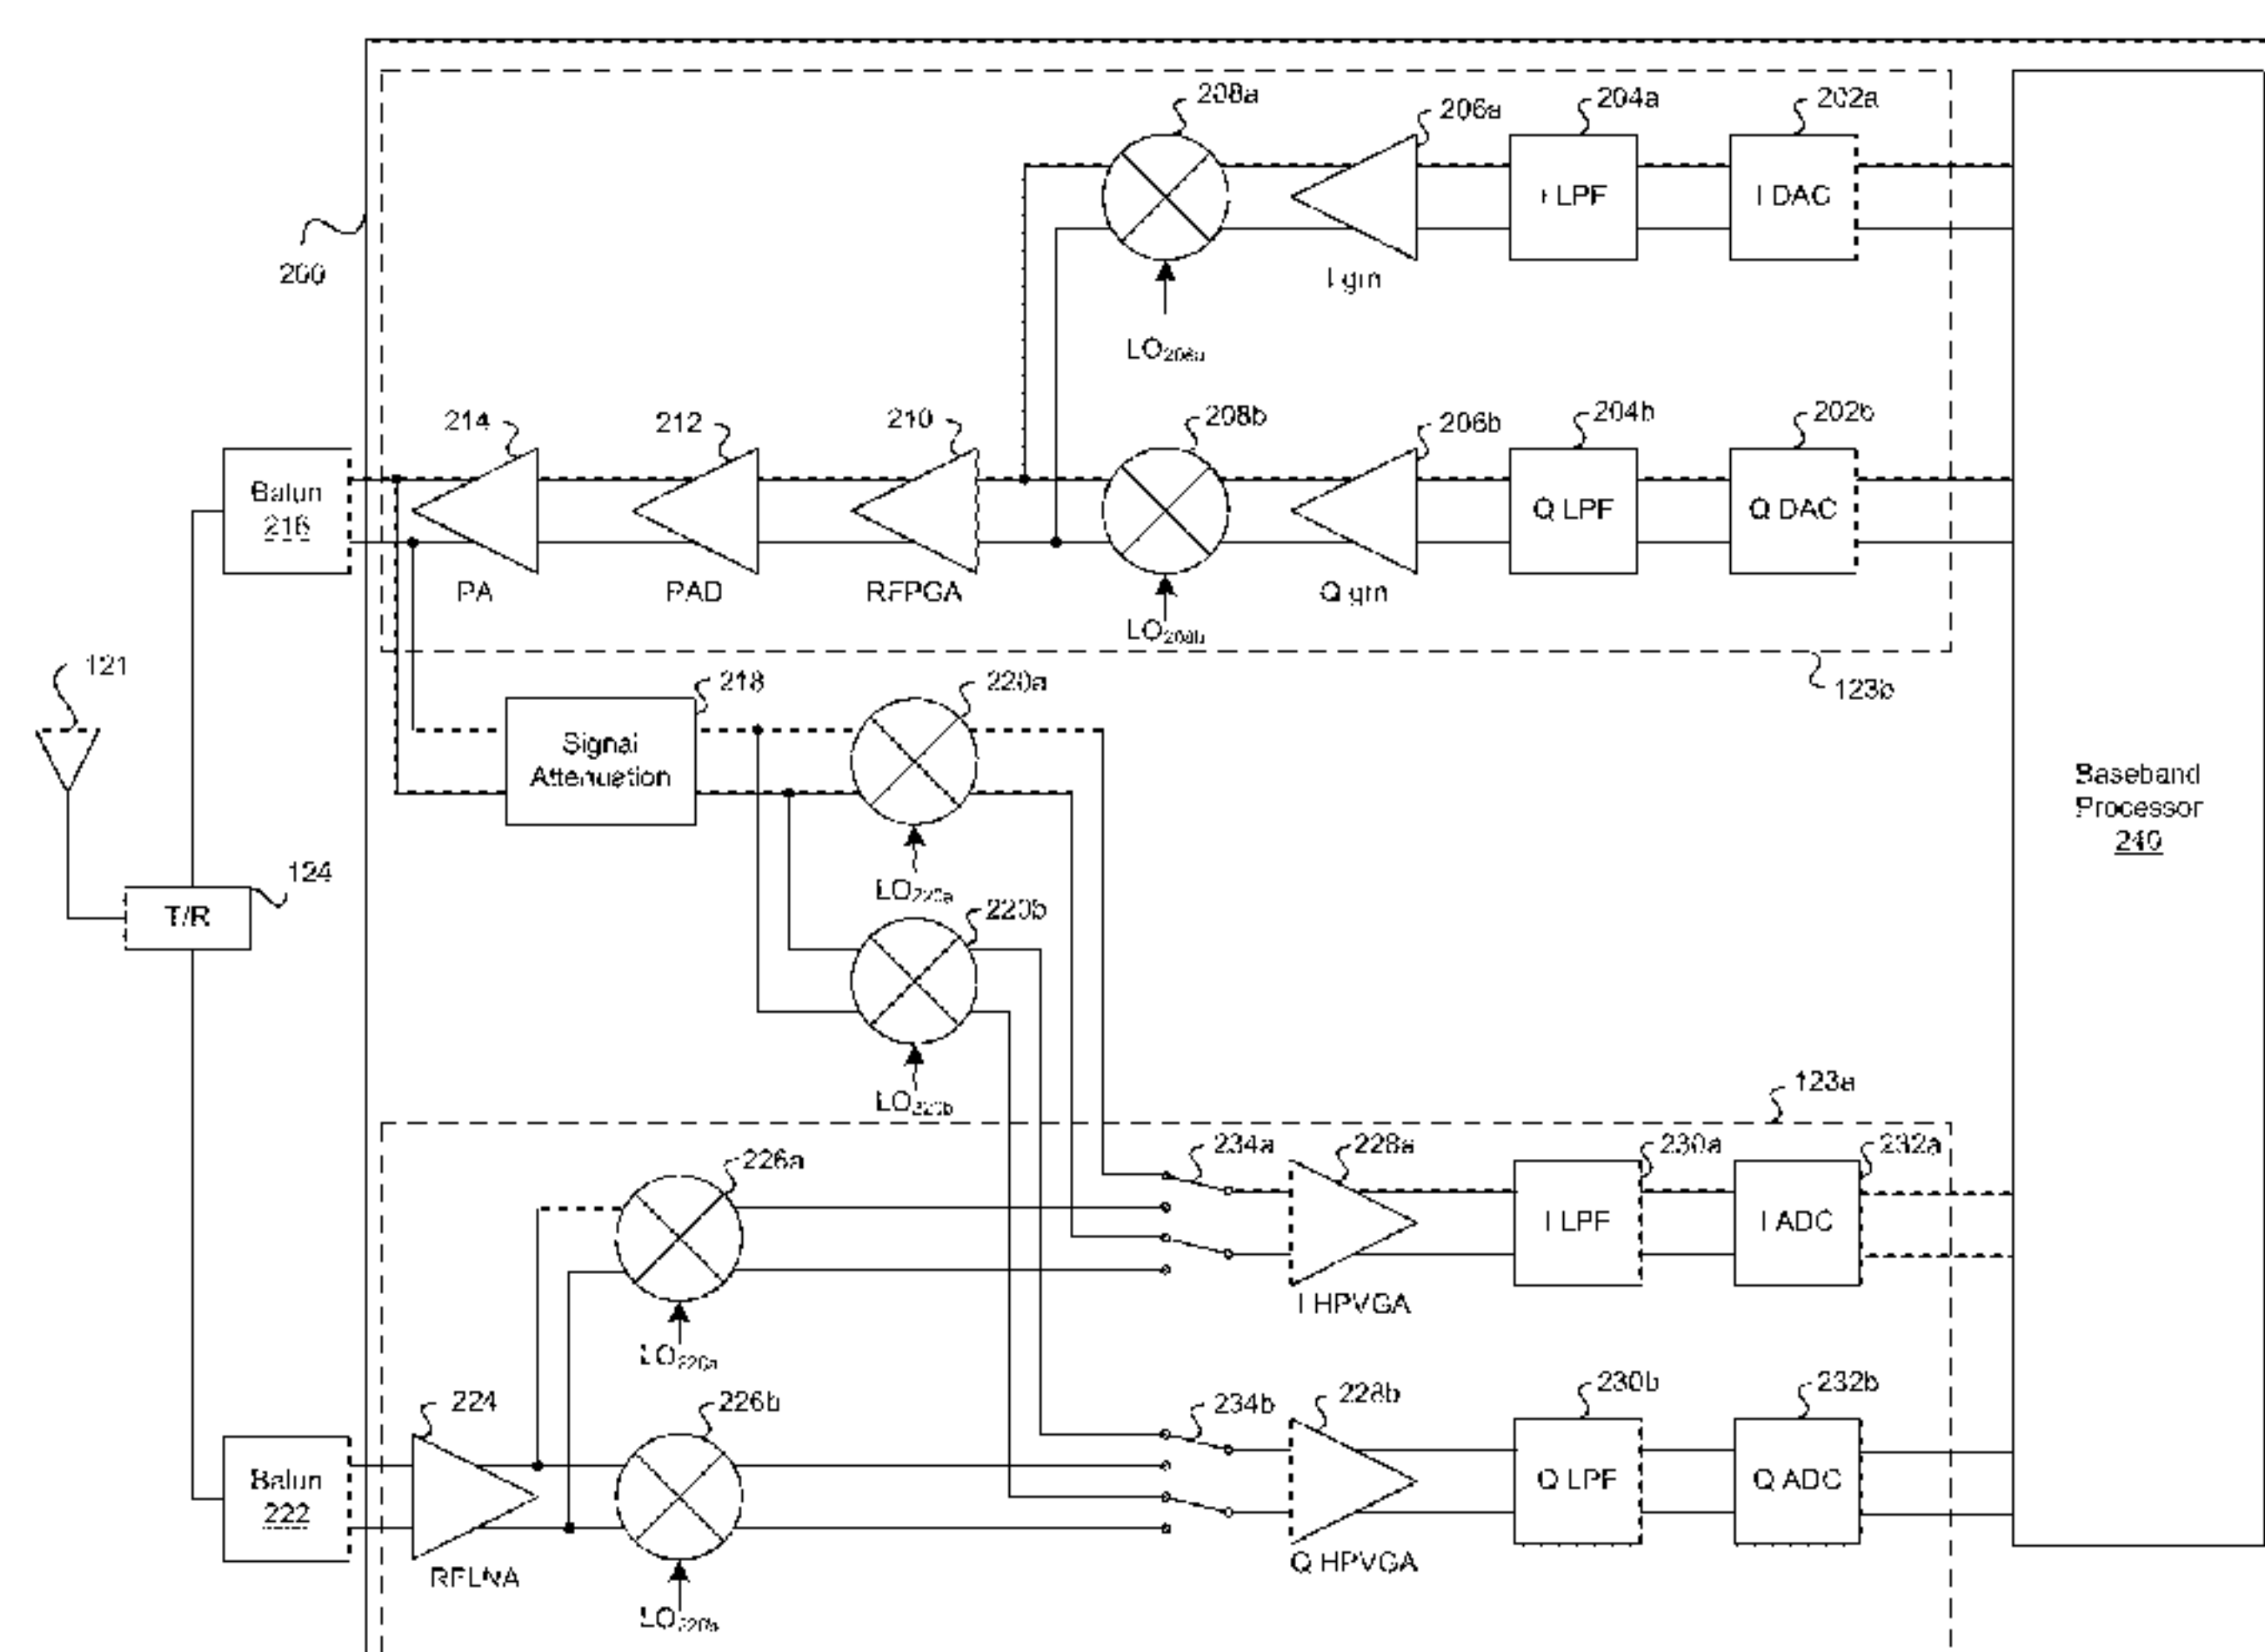 208a
206a
204a
202a
I LPF
I DAC
200
I gm
LO208a
214
212
210
208b
206b
204b
202b
Balun
216
Q LPF
Q DAC
PA
PAD
RFPGA
Q gm
LO208b
121
218
220a
123b
Signal
Attenuation
Baseband
Processor
240
124
LO220a
T/R
220b
LO220b
123a
226a
234a
228a
230a
232a
I LPF
I ADC
I HPVGA
LO220a
224
226b
234b
228b
230b
232b
Balun
222
Q LPF
Q ADC
RFLNA
Q HPVGA
LO220b